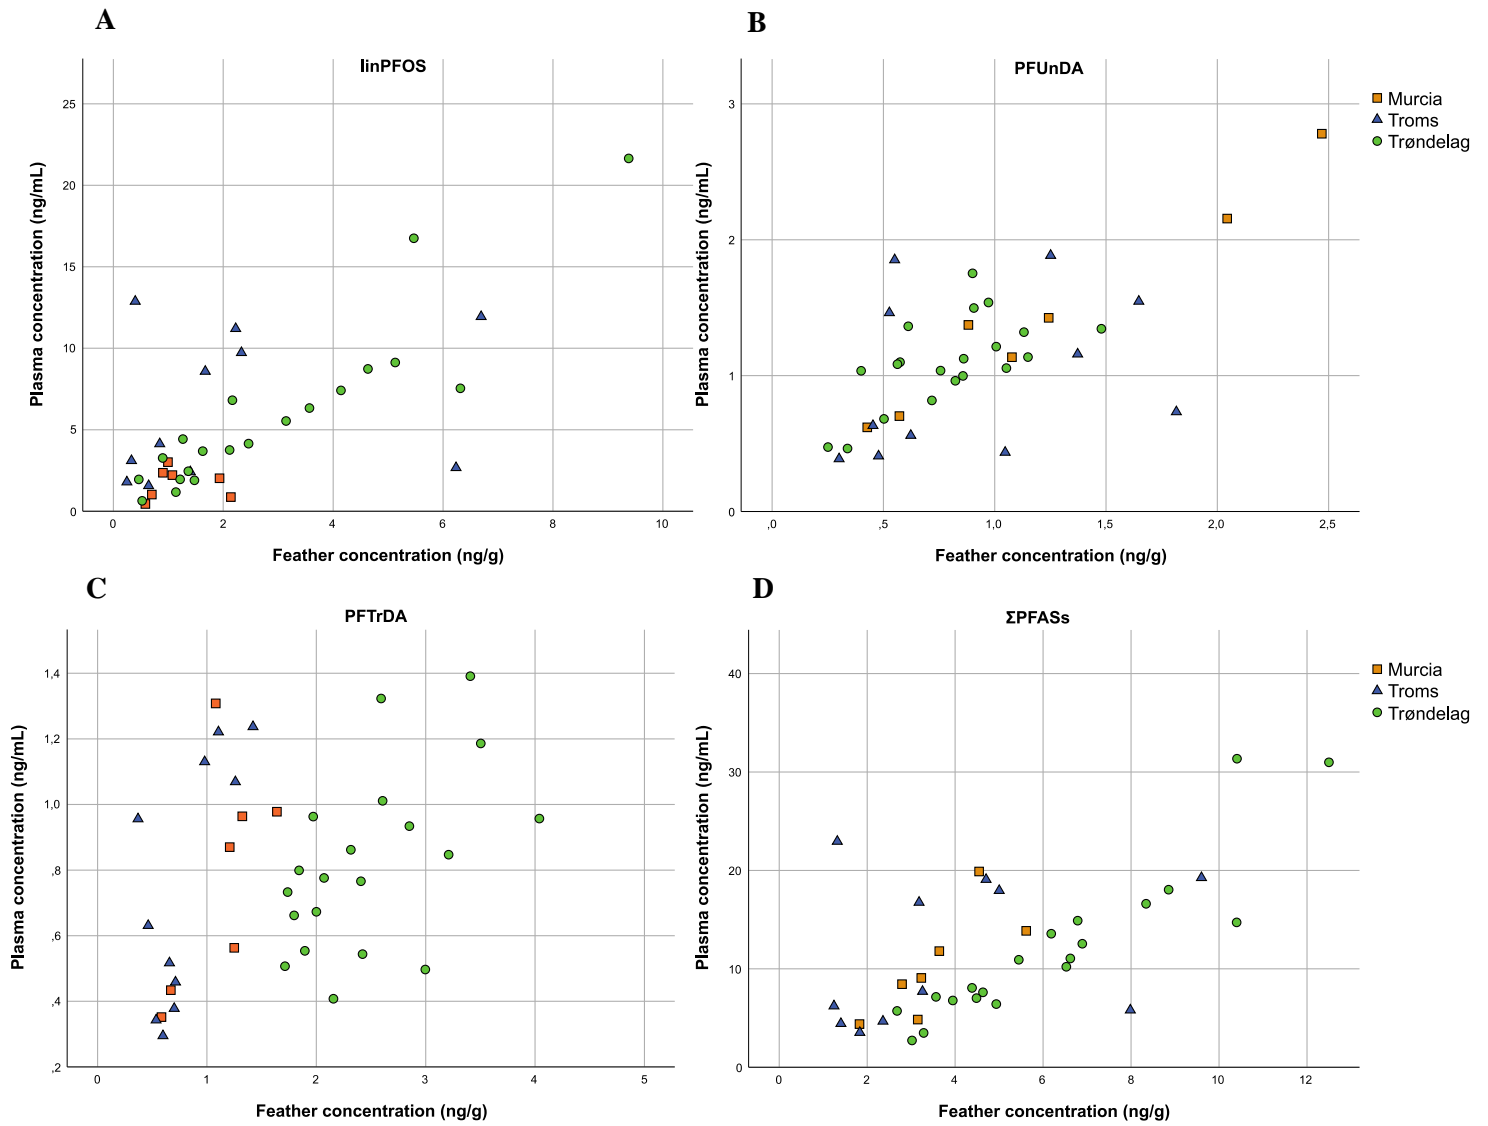 A
linPFOS
Plasma concentration (ng/mL)
25
20
15
10
5
0
0 2 4 6 8 10
Feather concentration (ng/g)
B
PFUnDA
Plasma concentration (ng/mL)
3
2
1
0
,0 ,5 1,0 1,5 2,0 2,5
Feather concentration (ng/g)
Murcia
Troms
Trøndelag
C
PFTrDA
Plasma concentration (ng/mL)
1,4
1,2
1,0
,8
,6
,4
,2
0 1 2 3 4 5
Feather concentration (ng/g)
D
ΣPFASs
Plasma concentration (ng/mL)
40
30
20
10
0
0 2 4 6 8 10 12
Feather concentration (ng/g)
Murcia
Troms
Trøndelag